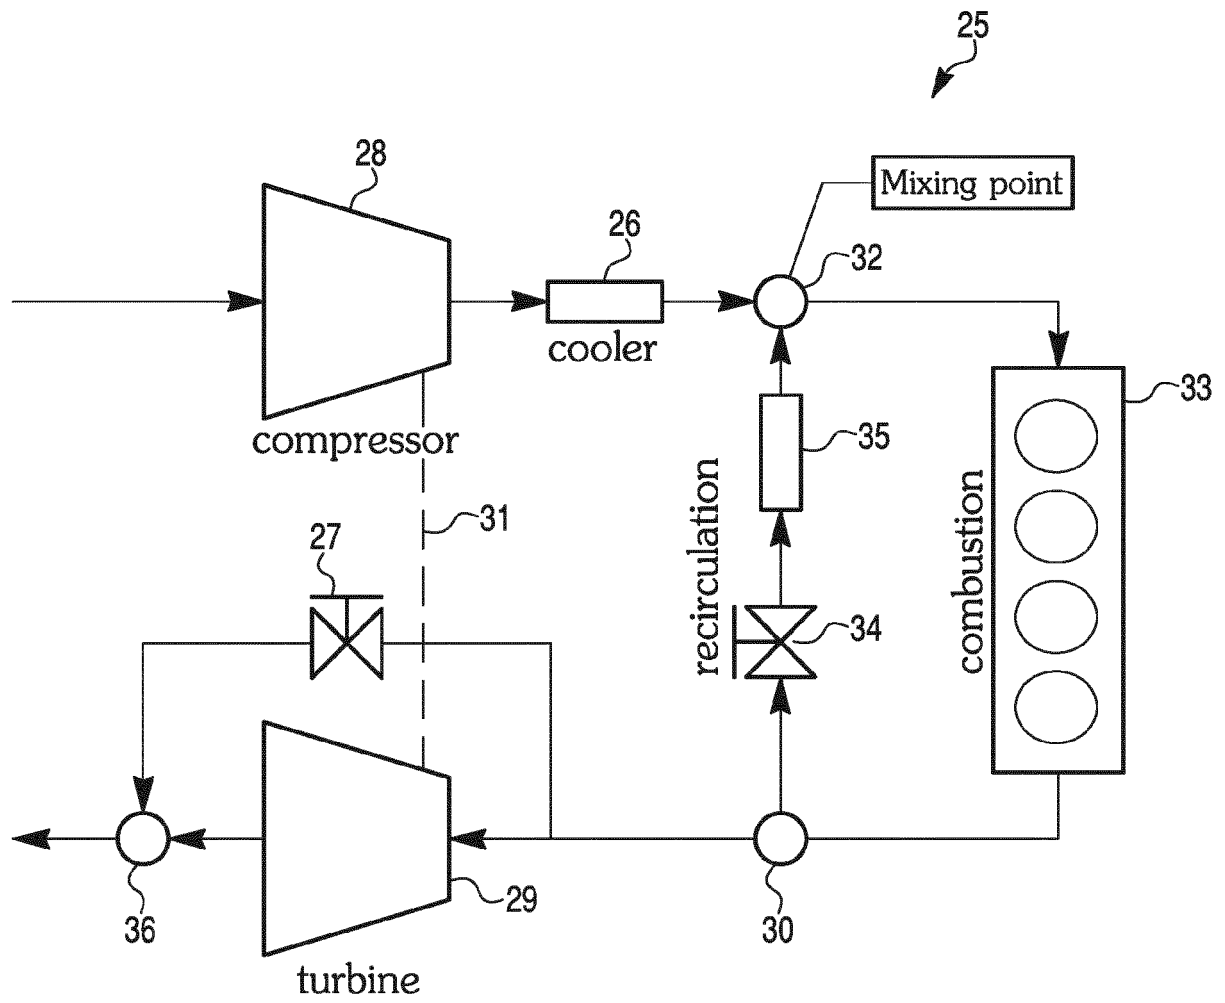 25
28
Mixing point
26
32
cooler
33
compressor
35
recirculation
combustion
31
27
34
29
36
30
turbine